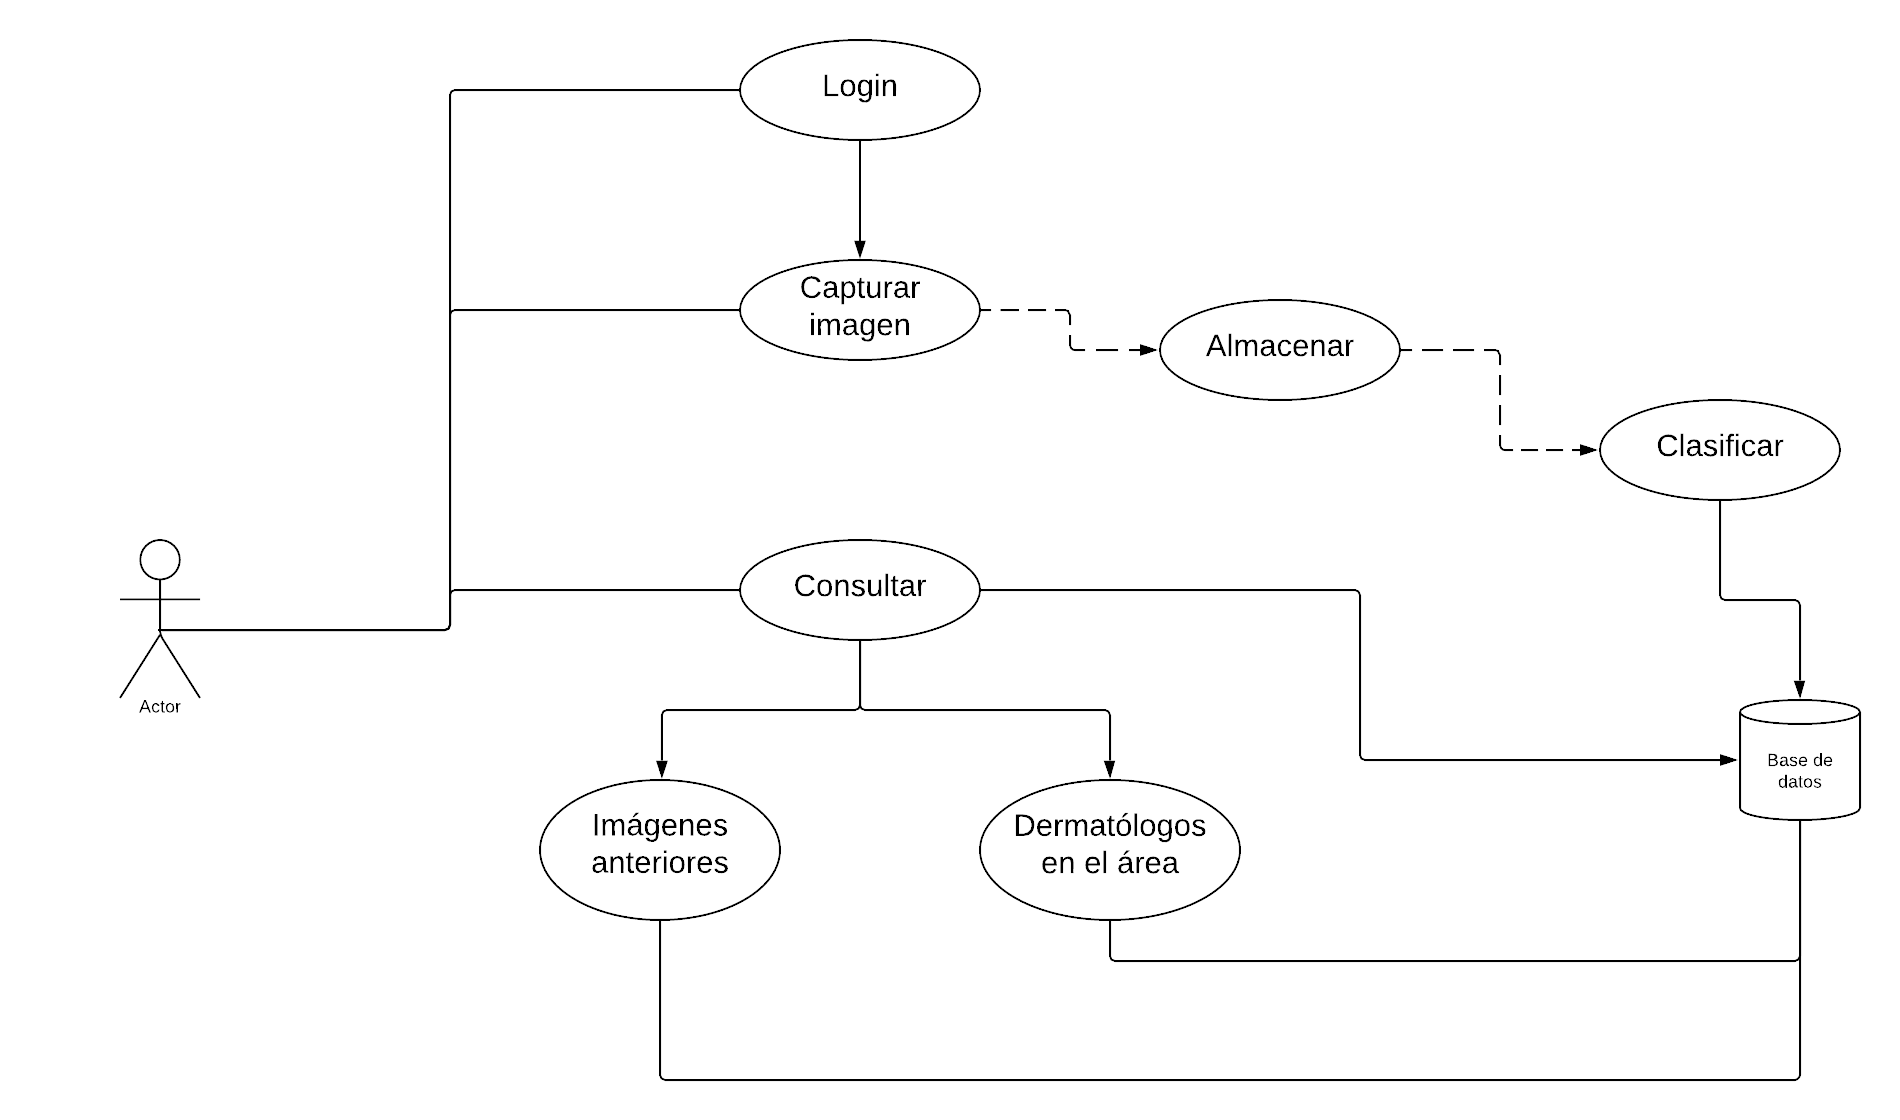 Login
Capturar
imagen
Almacenar
Clasificar
Consultar
Actor
Base de
datos
Imágenes
anteriores
Dermatólogos
en el área